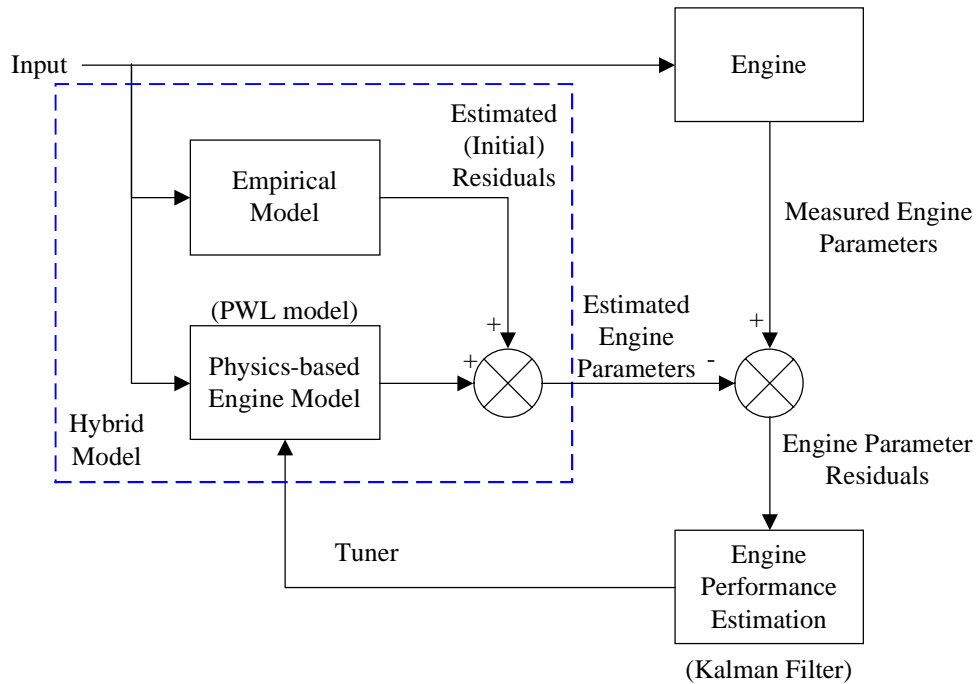 Input
Engine
Estimated
(Initial)
Residuals
Empirical
Model
Measured Engine
Parameters
(PWL model)
Physics-based
Engine Model
+
+
Estimated
Engine
Parameters
-
+
Hybrid
Model
Engine Parameter
Residuals
Tuner
Engine
Performance
Estimation
(Kalman Filter)